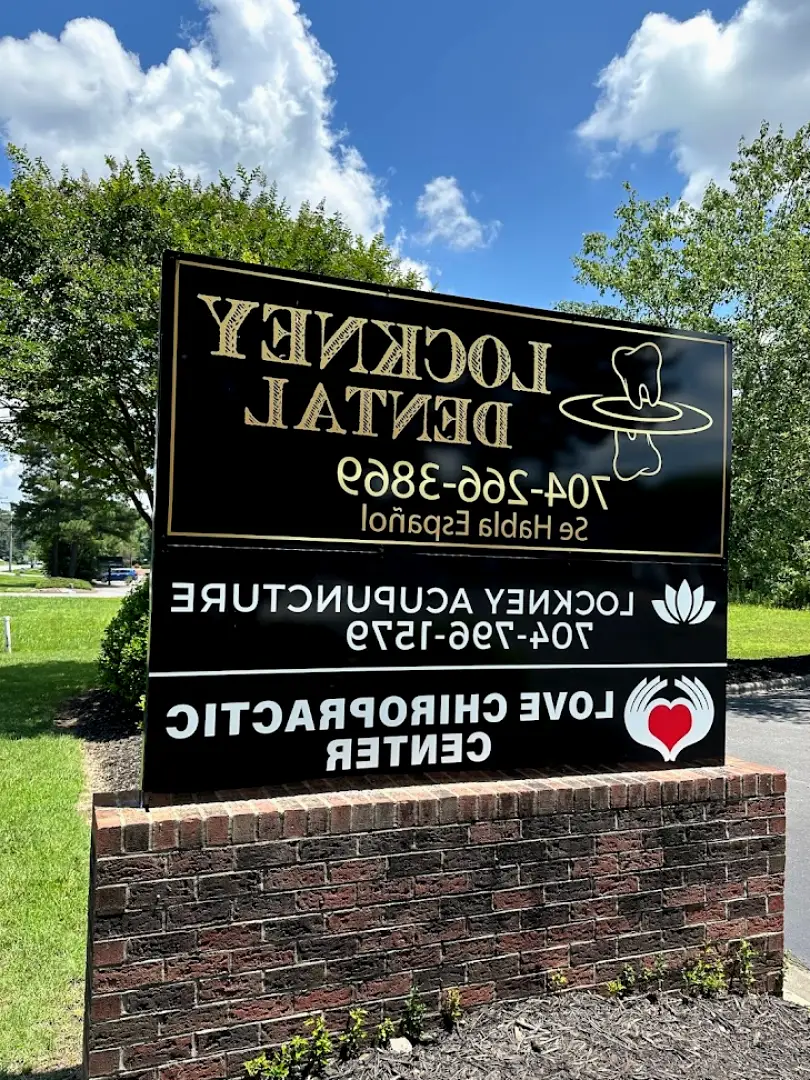 LOCKNEY
DENTAL
704-266-3869
Se Habla Español
LOCKNEY ACUPUNCTURE
704-796-1579
LOVE CHIROPRACTIC
CENTER